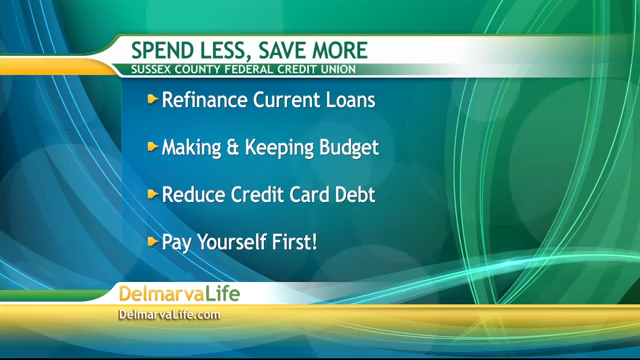 SPEND LESS, SAVE MORE
SUSSEX COUNTY FEDERAL CREDIT UNION
Refinance Current Loans
Making & Keeping Budget
Reduce Credit Card Debt
Pay Yourself First!
DelmarvaLife
DelmarvaLife.com